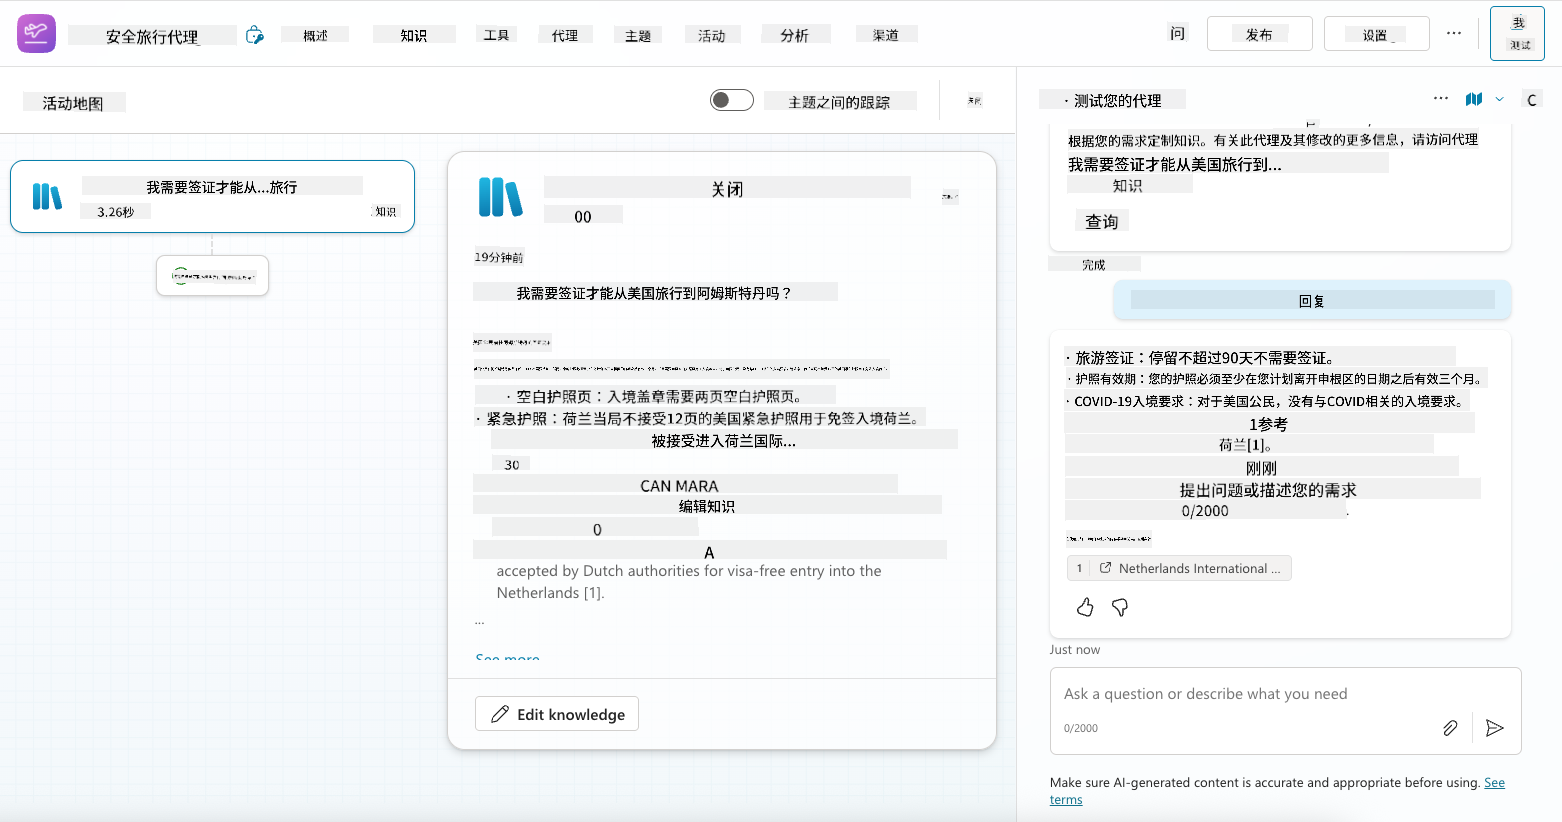 安全旅行代理
概述
知识
工具
代理
主题
活动
分析
渠道
问
发布
设置
...
我
测试
活动地图
主题之间的跟踪
关闭
我需要签证才能从...旅行
3.26秒
知识
关闭
00
19分钟前
我需要签证才能从美国旅行到阿姆斯特丹吗？
· 空白护照页：入境盖章需要两页空白护照页。
· 紧急护照：荷兰当局不接受12页的美国紧急护照用于免签入境荷兰。
被接受进入荷兰国际...
30
CAN MARA
编辑知识
0
A
accepted by Dutch authorities for visa-free entry into the
Netherlands [1].
...
See more
Edit knowledge
· 测试您的代理
...
C
根据您的需求定制知识。有关此代理及其修改的更多信息，请访问代理
我需要签证才能从美国旅行到...
知识
查询
完成
回复
· 旅游签证：停留不超过90天不需要签证。
· 护照有效期：您的护照必须至少在您计划离开申根区的日期之后有效三个月。
· COVID-19入境要求：对于美国公民，没有与COVID相关的入境要求。
1参考
荷兰[1]。
刚刚
提出问题或描述您的需求
0/2000
1 Netherlands International ...
Just now
Ask a question or describe what you need
0/2000
Make sure AI-generated content is accurate and appropriate before using. See
terms